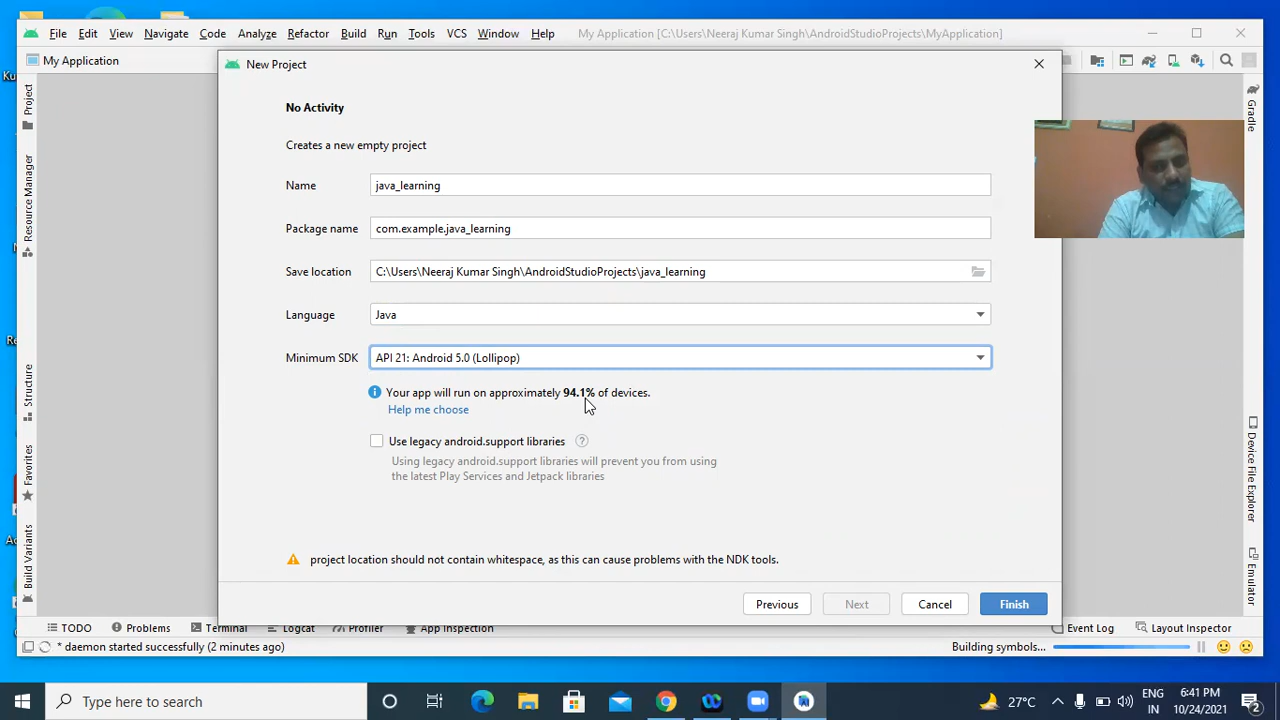 File Edit View Navigate Code Analyze Refactor Build Run Tools VCS Window Help My Application [C:\Users\Neeraj Kumar Singh\AndroidStudioProjects\MyApplication]
My Application
New Project
No Activity
Creates a new empty project
Name java_learning
Package name com.example.java_learning
Save location C:\Users\Neeraj Kumar Singh\AndroidStudioProjects\java_learning
Language Java
Minimum SDK API 21: Android 5.0 (Lollipop)
Your app will run on approximately 94.1% of devices.
Help me choose
Use legacy android.support libraries ?
Using legacy android.support libraries will prevent you from using
the latest Play Services and Jetpack libraries
project location should not contain whitespace, as this can cause problems with the NDK tools.
Previous Next Cancel Finish
Project
Resource Manager
Structure
Favorites
Build Variants
Gradle
Device File Explorer
Emulator
TODO Problems Terminal Logcat Profiler App Inspection Event Log Layout Inspector
* daemon started successfully (2 minutes ago) Building symbols...
Type here to search
27°C
ENG
IN
6:41 PM
10/24/2021
2